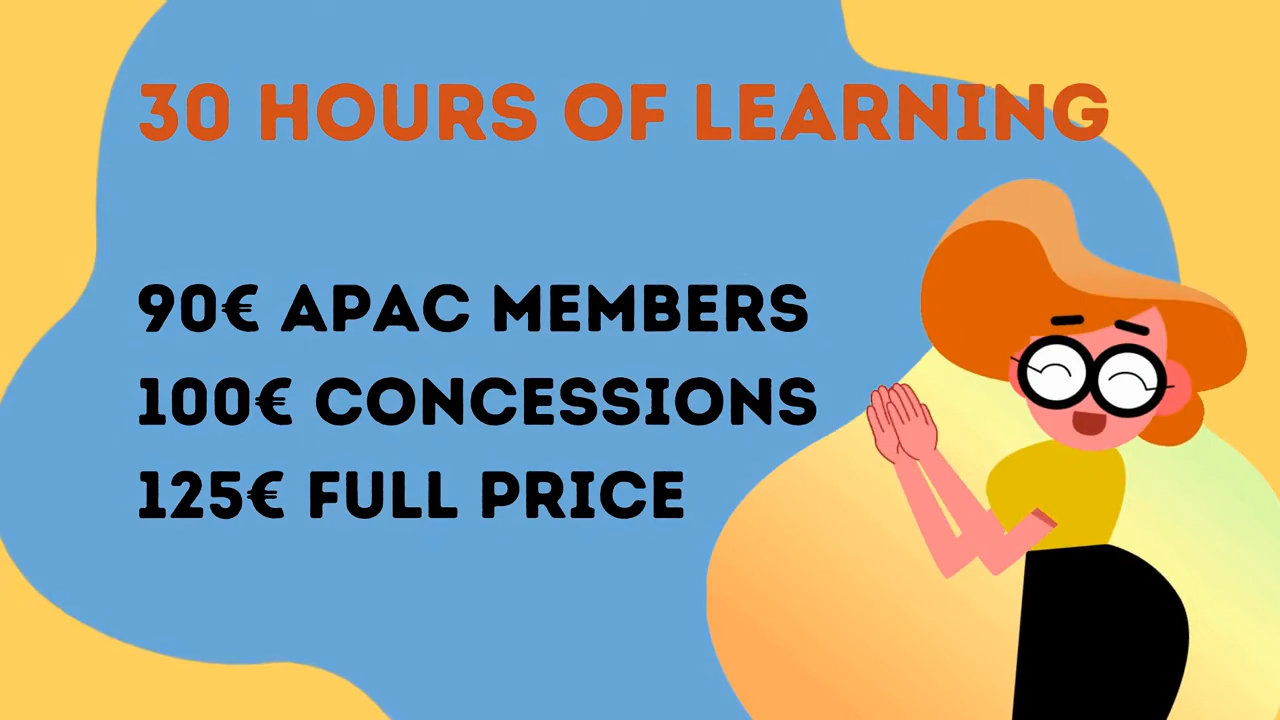 30 HOURS OF LEARNING
90€ APAC MEMBERS
100€ CONCESSIONS
125€ FULL PRICE